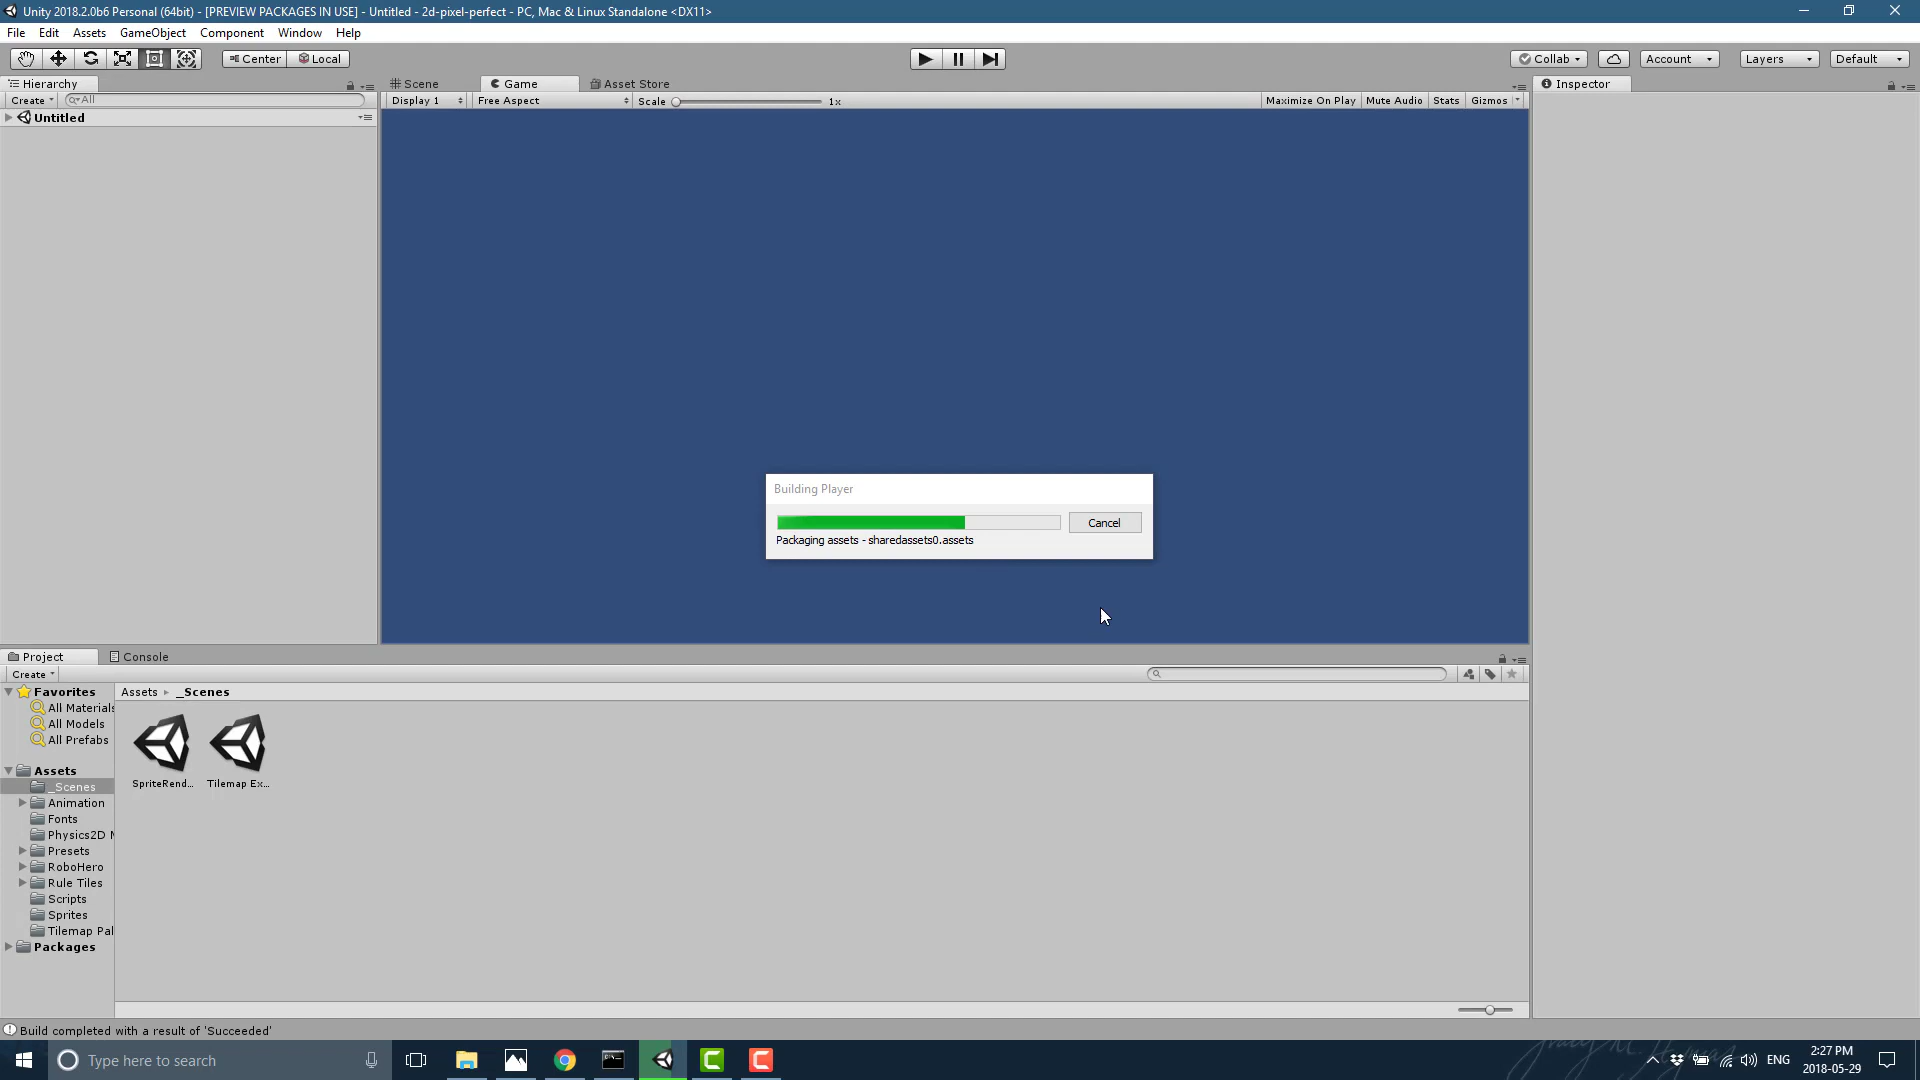 Unity 2018.2.0b6 Personal (64bit) - [PREVIEW PACKAGES IN USE] - Untitled - 2d-pixel-perfect - PC, Mac & Linux Standalone <DX11>
File Edit Assets GameObject Component Window Help
Center Local Collab Account Layers Default
Hierarchy Scene Game Asset Store Inspector
Create All Display 1 Free Aspect Scale 1x Maximize On Play Mute Audio Stats Gizmos
Untitled
Building Player
Cancel
Packaging assets - sharedassets0.assets
Project Console
Create
Favorites Assets _Scenes
All Materials
All Models
All Prefabs
Assets
_Scenes SpriteRend... Tilemap Ex...
Animation
Fonts
Physics2D M
Presets
RoboHero
Rule Tiles
Scripts
Sprites
Tilemap Pal
Packages
Build completed with a result of 'Succeeded'
Type here to search ENG 2:27 PM
2018-05-29